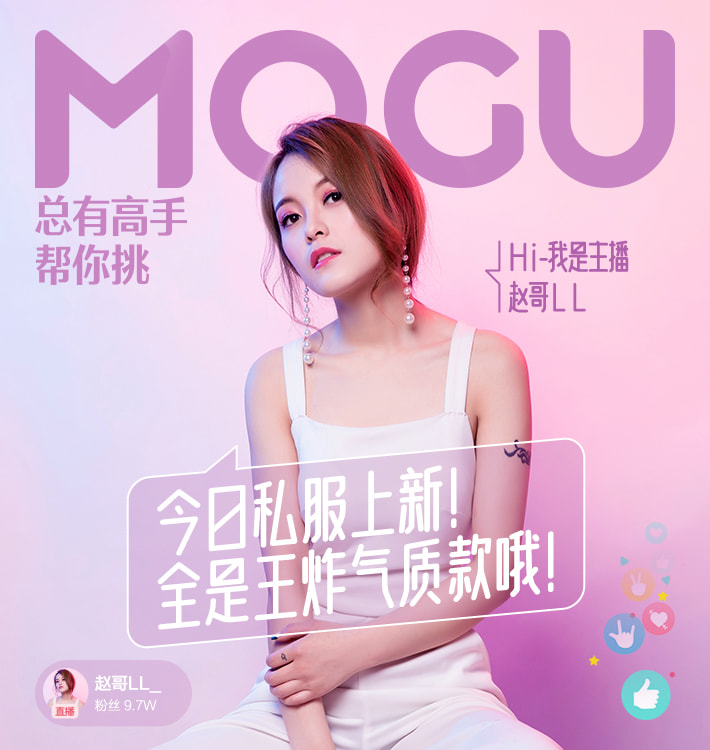 MOGU
总有高手
帮你挑
Hi-我是主播
赵哥LL
今日私服上新!
全是王炸气质款哦!
赵哥LL_
粉丝 9.7W
直播